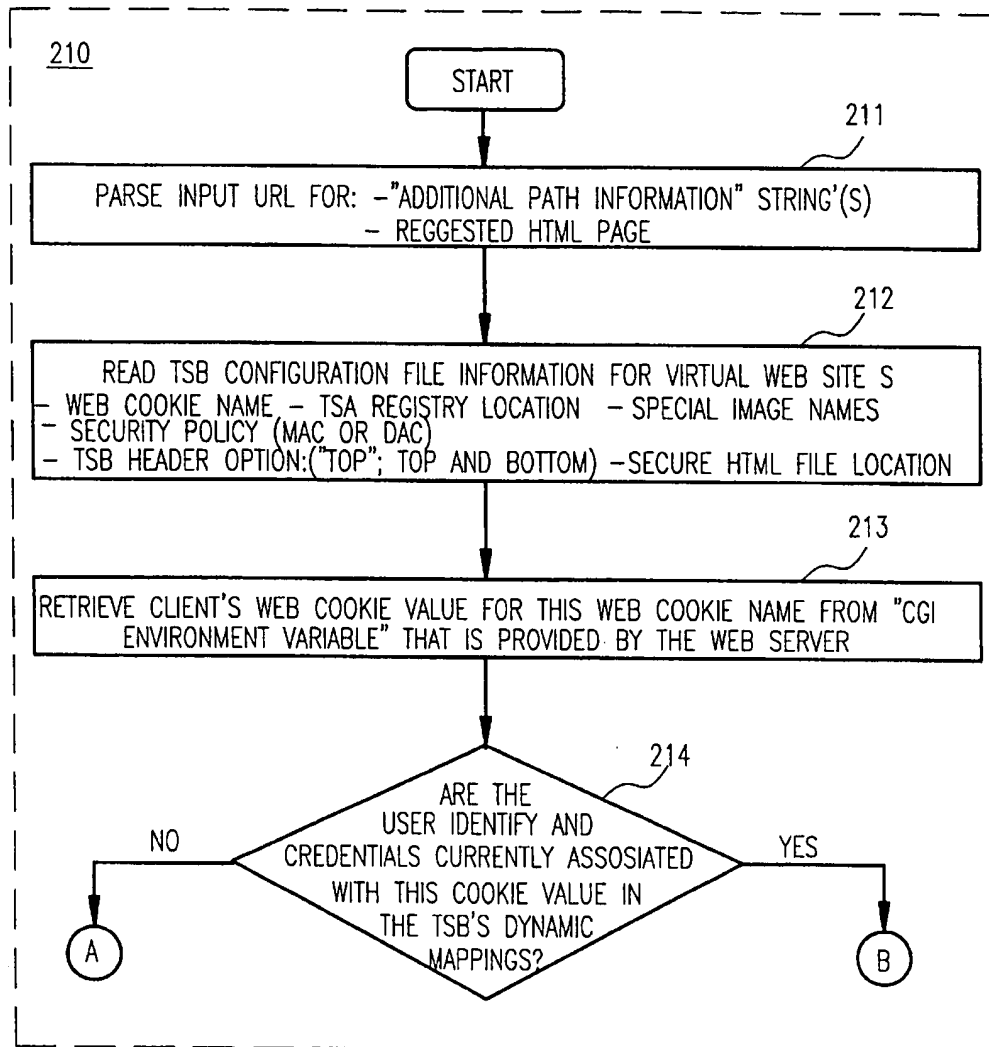 210
START
211
PARSE INPUT URL FOR: -"ADDITIONAL PATH INFORMATION" STRING'(S)
- REGGESTED HTML PAGE
212
READ TSB CONFIGURATION FILE INFORMATION FOR VIRTUAL WEB SITE S
- WEB COOKIE NAME - TSA REGISTRY LOCATION - SPECIAL IMAGE NAMES
- SECURITY POLICY (MAC OR DAC)
- TSB HEADER OPTION:("TOP"; TOP AND BOTTOM) -SECURE HTML FILE LOCATION
213
RETRIEVE CLIENT'S WEB COOKIE VALUE FOR THIS WEB COOKIE NAME FROM "CGI
ENVIRONMENT VARIABLE" THAT IS PROVIDED BY THE WEB SERVER
214
ARE THE
USER IDENTIFY AND
CREDENTIALS CURRENTLY ASSOSIATED
WITH THIS COOKIE VALUE IN
THE TSB'S DYNAMIC
MAPPINGS?
NO
YES
A
B